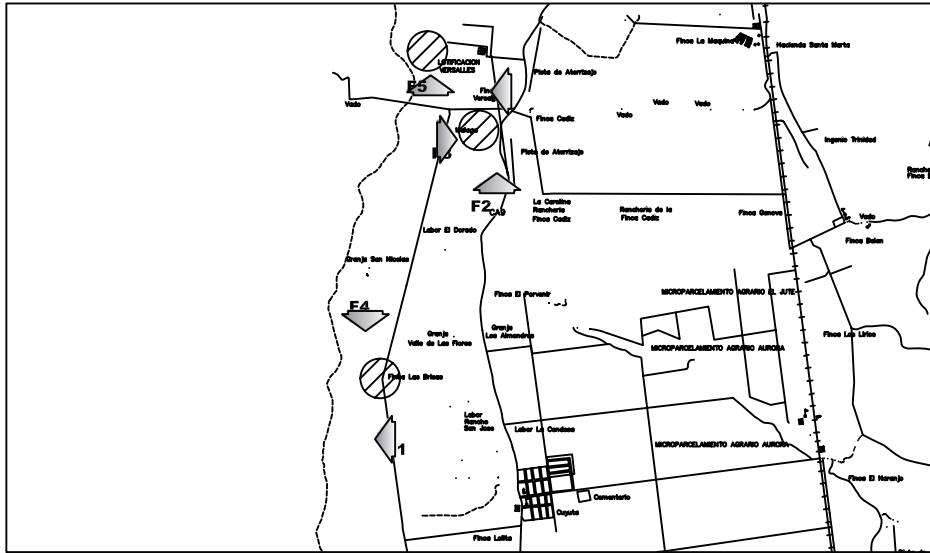 Finca La Maquina
Hacienda Santa Marta
LOTIFICACION
VERSALLES
Pista de Aterrizaje
F5
Vado
Vado
Vado
Vado
Finca Cadiz
Ingenio Trinidad
Pista de Aterrizaje
F2
CA9
La Carolina
Rancheria
Finca Cadiz
Rancheria de la
Finca Cadiz
Finca Genova
Vado
Labor El Dorado
Finca Belen
Granja San Nicolas
Finca El Porvenir
MICROPARCELAMIENTO AGRARIO EL JUTE
F4
Granja
Valle de Las Flores
Granja
Los Almendros
Finca Los Lirios
MICROPARCELAMIENTO AGRARIO AURORA
Finca Las Brisas
Labor
Rancho
San Jose
Labor La Candosa
MICROPARCELAMIENTO AGRARIO AURORA
1
Finca El Naranjo
Cementerio
Cuyuta
Finca Lolita